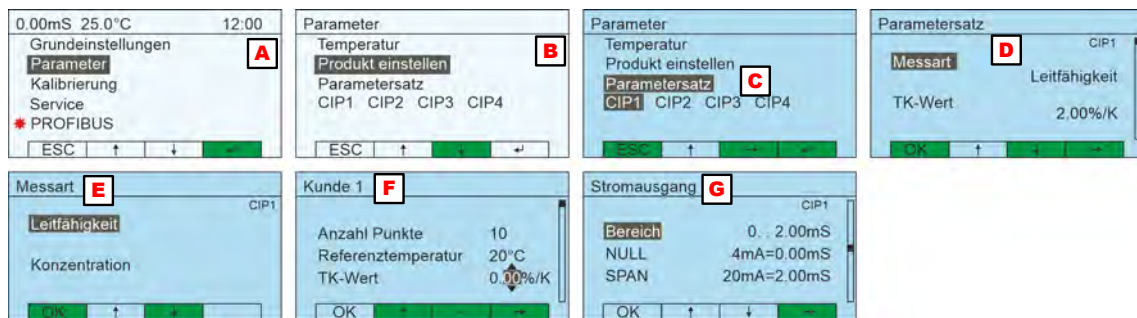 0.00mS 25.0°C 12:00
A
Grundeinstellungen
Parameter
Kalibrierung
Service
PROFIBUS
ESC ↑ ↓ ↵
Parameter
B
Temperatur
Produkt einstellen
Parametersatz
CIP1 CIP2 CIP3 CIP4
ESC ↑ ↓ ↵
Parameter
Temperatur
Produkt einstellen
Parametersatz C
CIP1 CIP2 CIP3 CIP4
ESC ↑ → ↵
Parametersatz
D CIP1
Messart
Leitfähigkeit
TK-Wert
2.00%/K
OK ↑ ↓ →
Messart E
CIP1
Leitfähigkeit
Konzentration
OK ↑ ↓
Kunde 1 F
Anzahl Punkte 10
Referenztemperatur 20°C
TK-Wert 0.00%/K
OK ↑ →
Stromausgang G
CIP1
Bereich 0. . 2.00mS
NULL 4mA=0.00mS
SPAN 20mA=2.00mS
OK ↑ ↓ →